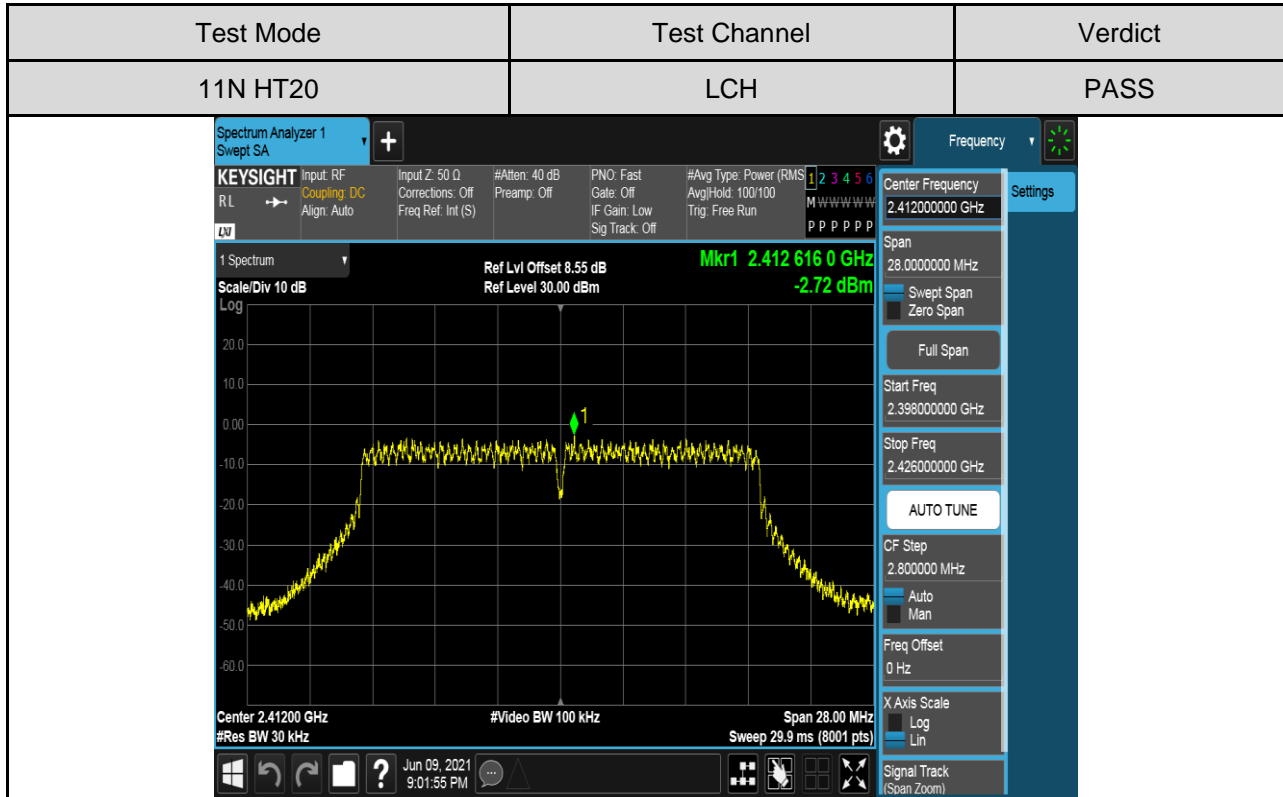 Test Mode Test Channel Verdict
11N HT20 LCH PASS
Spectrum Analyzer 1
Swept SA
+
Frequency
KEYSIGHT Input: RF Input Z: 50 Ω #Atten: 40 dB PNO: Fast #Avg Type: Power (RMS 1 2 3 4 5 6
RL Coupling: DC Corrections: Off Preamp: Off Gate: Off Avg|Hold: 100/100 M W W W W W
Align: Auto Freq Ref: Int (S) IF Gain: Low Trig: Free Run
LXI Sig Track: Off P P P P P P
1 Spectrum Ref Lvl Offset 8.55 dB Mkr1 2.412 616 0 GHz
Scale/Div 10 dB Ref Level 30.00 dBm -2.72 dBm
Log
20.0
10.0
0.00
1
-10.0
-20.0
-30.0
-40.0
-50.0
-60.0
Center 2.41200 GHz #Video BW 100 kHz Span 28.00 MHz
#Res BW 30 kHz Sweep 29.9 ms (8001 pts)
Center Frequency
2.412000000 GHz
Settings
Span
28.0000000 MHz
Swept Span
Zero Span
Full Span
Start Freq
2.398000000 GHz
Stop Freq
2.426000000 GHz
AUTO TUNE
CF Step
2.800000 MHz
Auto
Man
Freq Offset
0 Hz
X Axis Scale
Log
Lin
Signal Track
(Span Zoom)
? Jun 09, 2021
9:01:55 PM